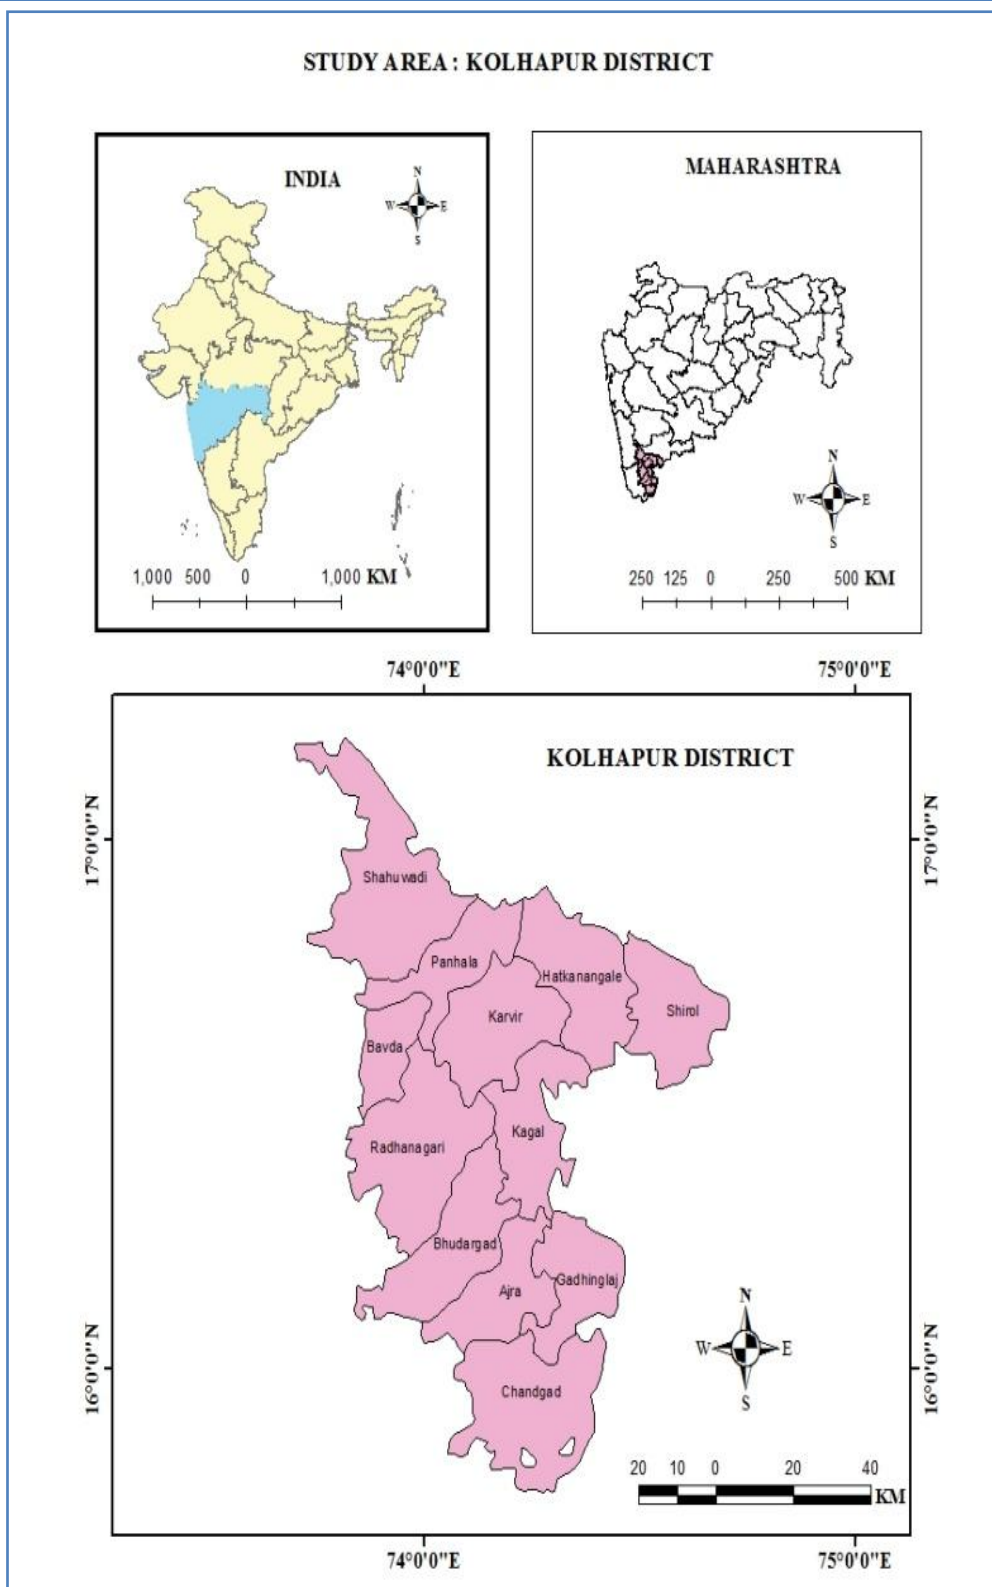 STUDY AREA : KOLHAPUR DISTRICT
INDIA
N
W E
S
1,000 500 0 1,000 KM
MAHARASHTRA
N
W E
S
250 125 0 250 500 KM
74°0'0"E 75°0'0"E
KOLHAPUR DISTRICT
17°0'0"N 17°0'0"N
Shahuwadi
Panhala
Hatkanangale
Shirol
Karvir
Bavda
Kagal
Radhanagari
Bhudargad
Gadhinglaj
Ajra
N
W E
S
16°0'0"N 16°0'0"N
Chandgad
20 10 0 20 40
KM
74°0'0"E 75°0'0"E